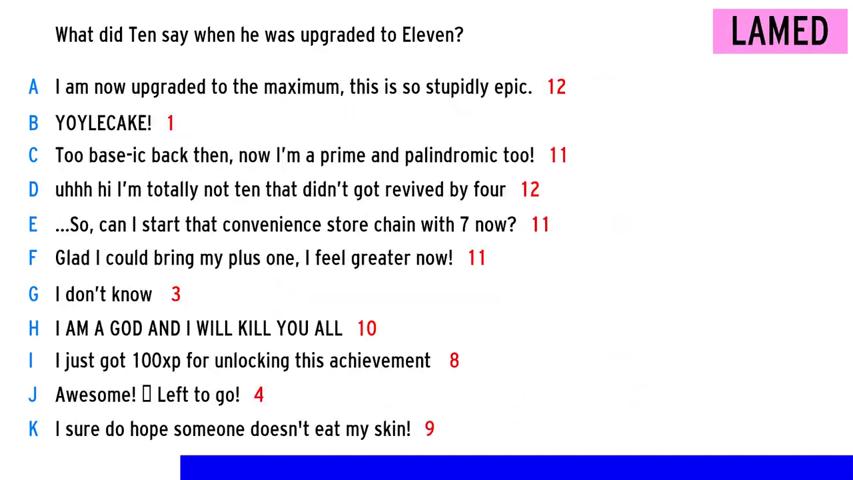 What did Ten say when he was upgraded to Eleven?
LAMED
A I am now upgraded to the maximum, this is so stupidly epic. 12
B YOYLECAKE! 1
C Too base-ic back then, now I'm a prime and palindromic too! 11
D uhhh hi I'm totally not ten that didn't got revived by four 12
E ...So, can I start that convenience store chain with 7 now? 11
F Glad I could bring my plus one, I feel greater now! 11
G I don't know 3
H I AM A GOD AND I WILL KILL YOU ALL 10
I I just got 100xp for unlocking this achievement 8
J Awesome! ▯ Left to go! 4
K I sure do hope someone doesn't eat my skin! 9